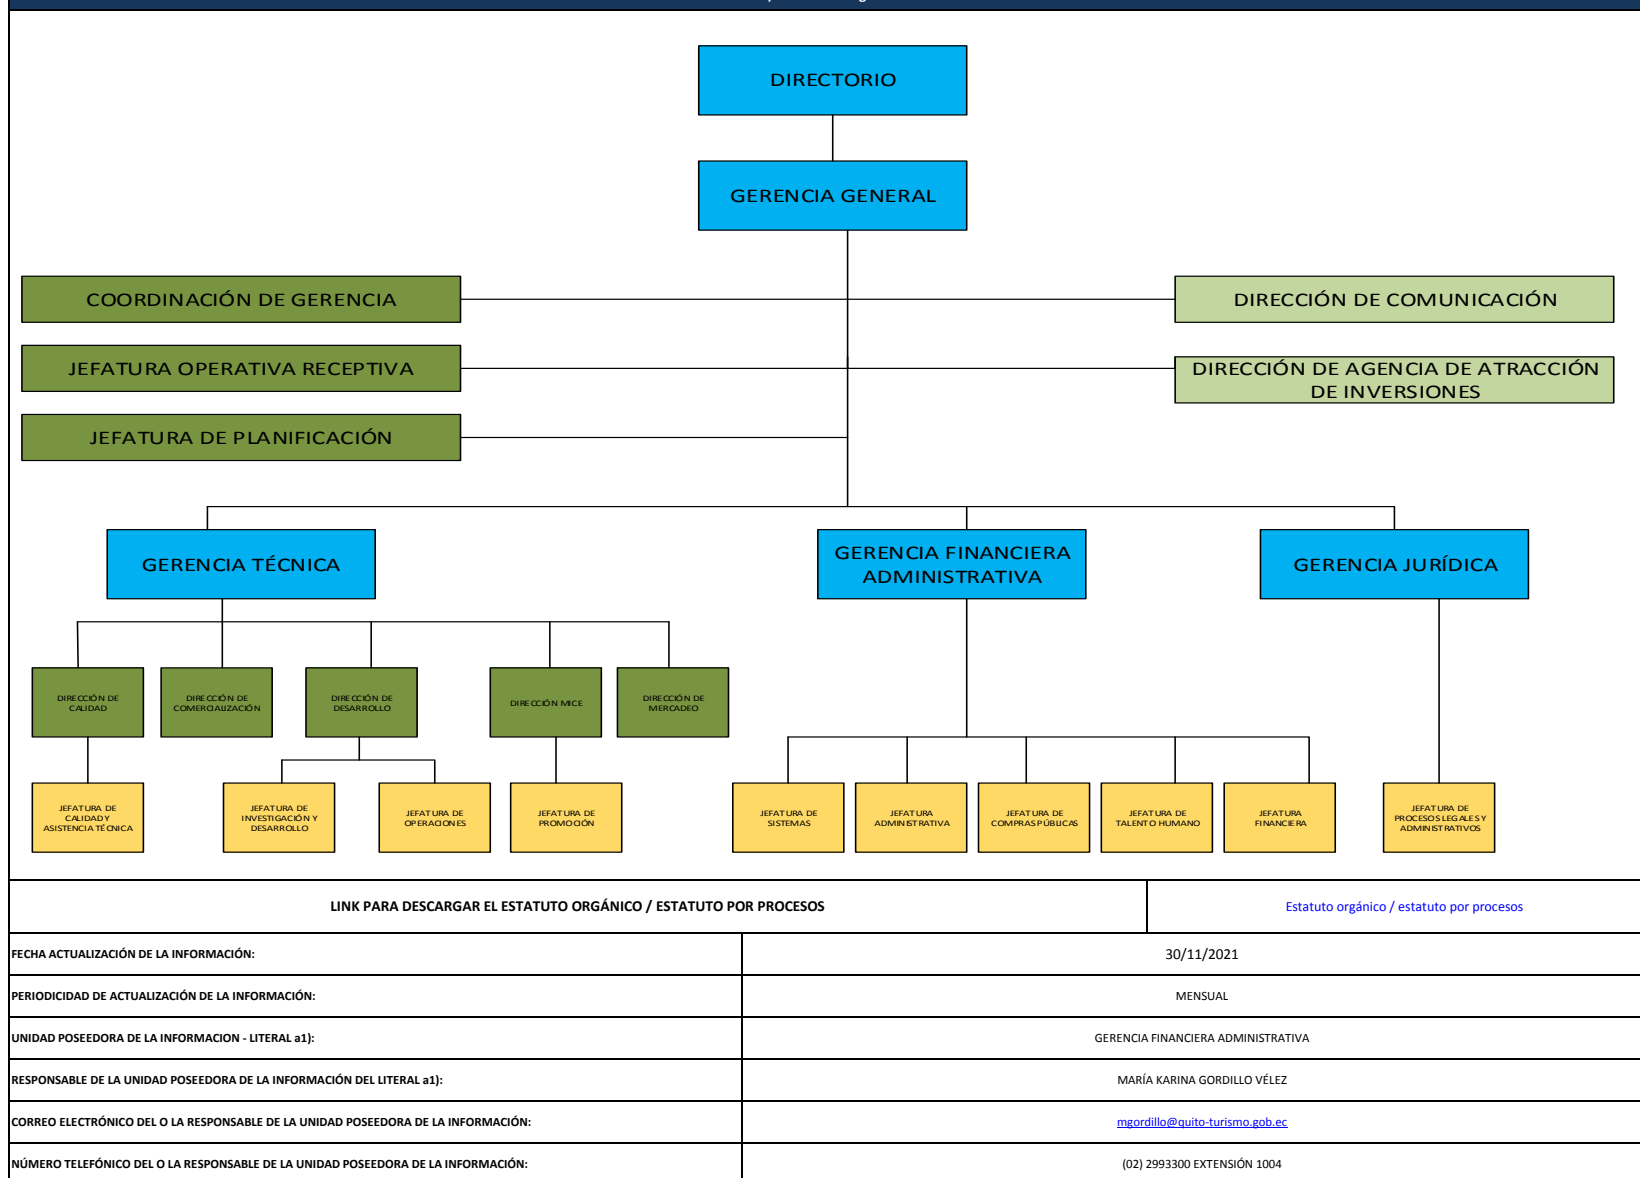 DIRECTORIO
GERENCIA GENERAL
COORDINACIÓN DE GERENCIA
DIRECCIÓN DE COMUNICACIÓN
JEFATURA OPERATIVA RECEPTIVA
DIRECCIÓN DE AGENCIA DE ATRACCIÓN
DE INVERSIONES
JEFATURA DE PLANIFICACIÓN
GERENCIA TÉCNICA
GERENCIA FINANCIERA
ADMINISTRATIVA
GERENCIA JURÍDICA
DIRECCIÓN DE
CALIDAD
DIRECCIÓN DE
COMERCIALIZACIÓN
DIRECCIÓN DE
DESARROLLO
DIRECCIÓN MICE
DIRECCIÓN DE
MERCADEO
JEFATURA DE
CALIDAD Y
ASISTENCIA TÉCNICA
JEFATURA DE
INVESTIGACIÓN Y
DESARROLLO
JEFATURA DE
OPERACIONES
JEFATURA DE
PROMOCIÓN
JEFATURA DE
SISTEMAS
JEFATURA
ADMINISTRATIVA
JEFATURA DE
COMPRAS PÚBLICAS
JEFATURA DE
TALENTO HUMANO
JEFATURA
FINANCIERA
JEFATURA DE
PROCESOS LEGALES Y
ADMINISTRATIVOS
LINK PARA DESCARGAR EL ESTATUTO ORGÁNICO / ESTATUTO POR PROCESOS
Estatuto orgánico / estatuto por procesos
FECHA ACTUALIZACIÓN DE LA INFORMACIÓN:
30/11/2021
PERIODICIDAD DE ACTUALIZACIÓN DE LA INFORMACIÓN:
MENSUAL
UNIDAD POSEEDORA DE LA INFORMACION - LITERAL a1):
GERENCIA FINANCIERA ADMINISTRATIVA
RESPONSABLE DE LA UNIDAD POSEEDORA DE LA INFORMACIÓN DEL LITERAL a1):
MARÍA KARINA GORDILLO VÉLEZ
CORREO ELECTRÓNICO DEL O LA RESPONSABLE DE LA UNIDAD POSEEDORA DE LA INFORMACIÓN:
mgordillo@quito-turismo.gob.ec
NÚMERO TELEFÓNICO DEL O LA RESPONSABLE DE LA UNIDAD POSEEDORA DE LA INFORMACIÓN:
(02) 2993300 EXTENSIÓN 1004